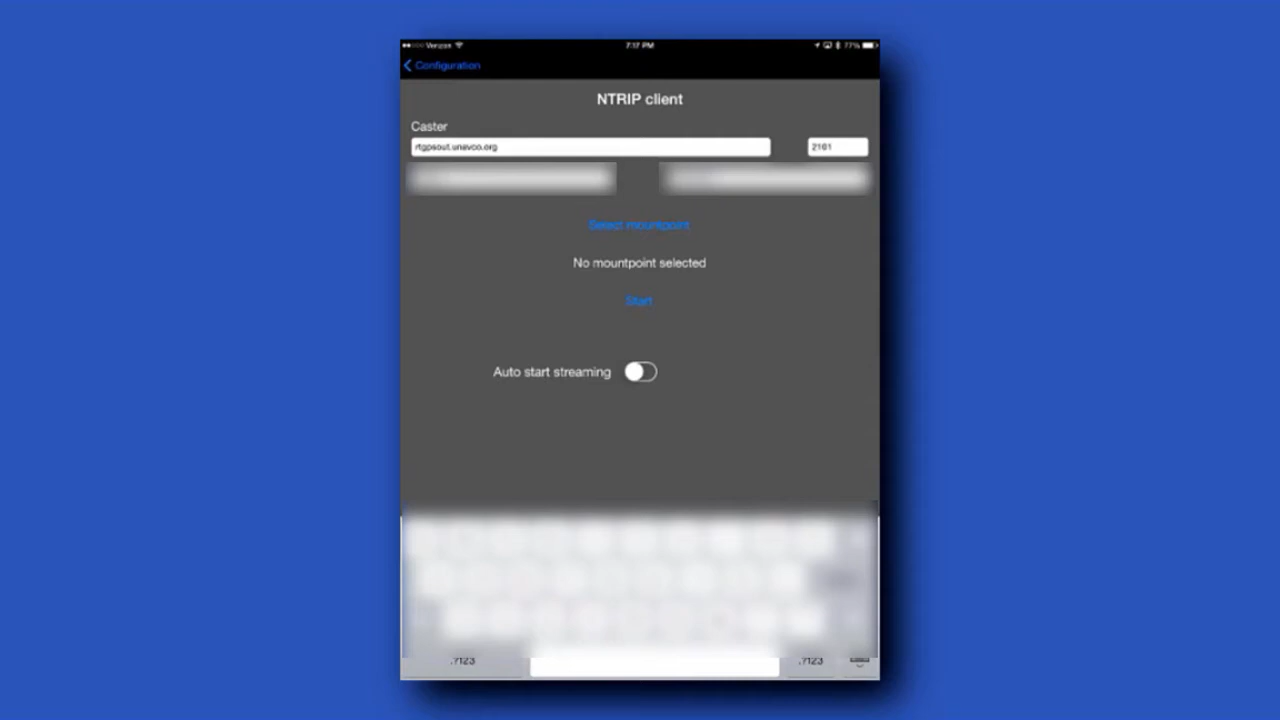 Verizon
7:17 PM
77%
Configuration
NTRIP client
Caster
rtgpsout.unavco.org
2101
Select mountpoint
No mountpoint selected
Start
Auto start streaming
.?123
.?123